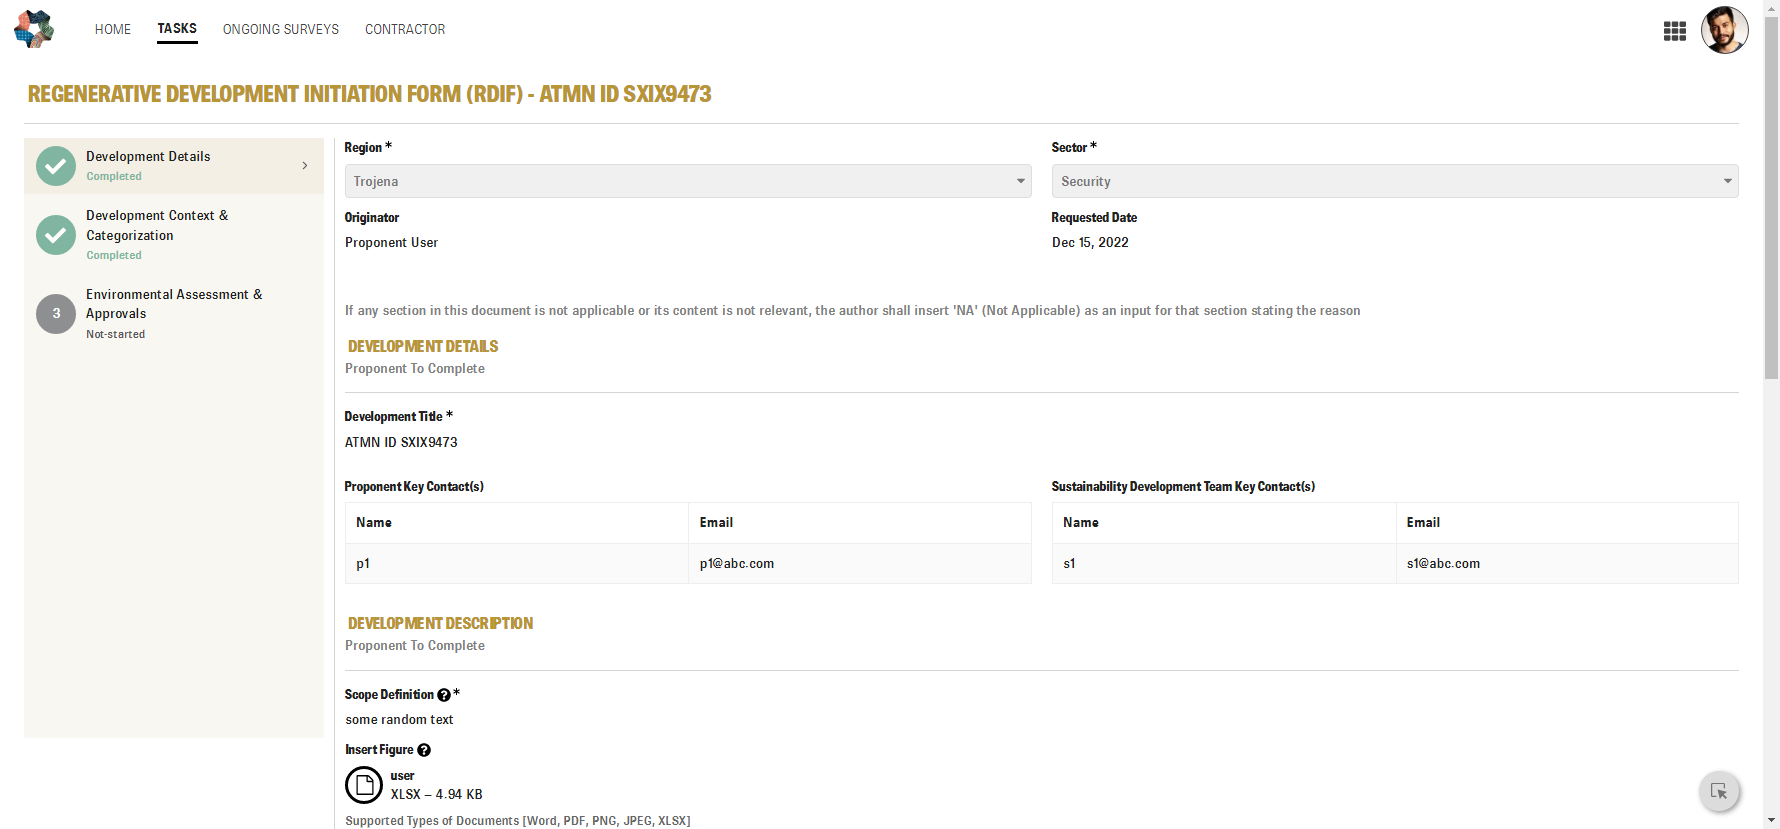 HOME TASKS ONGOING SURVEYS CONTRACTOR
REGENERATIVE DEVELOPMENT INITIATION FORM (RDIF) - ATMN ID SXIX9473
Development Details
Completed
Development Context &
Categorization
Completed
3
Environmental Assessment &
Approvals
Not-started
Region *
Trojena
Sector *
Security
Originator
Proponent User
Requested Date
Dec 15, 2022
If any section in this document is not applicable or its content is not relevant, the author shall insert 'NA' (Not Applicable) as an input for that section stating the reason
DEVELOPMENT DETAILS
Proponent To Complete
Development Title *
ATMN ID SXIX9473
Proponent Key Contact(s)
Name Email
p1 p1@abc.com
Sustainability Development Team Key Contact(s)
Name Email
s1 s1@abc.com
DEVELOPMENT DESCRIPTION
Proponent To Complete
Scope Definition ? *
some random text
Insert Figure ?
user
XLSX – 4.94 KB
Supported Types of Documents [Word, PDF, PNG, JPEG, XLSX]